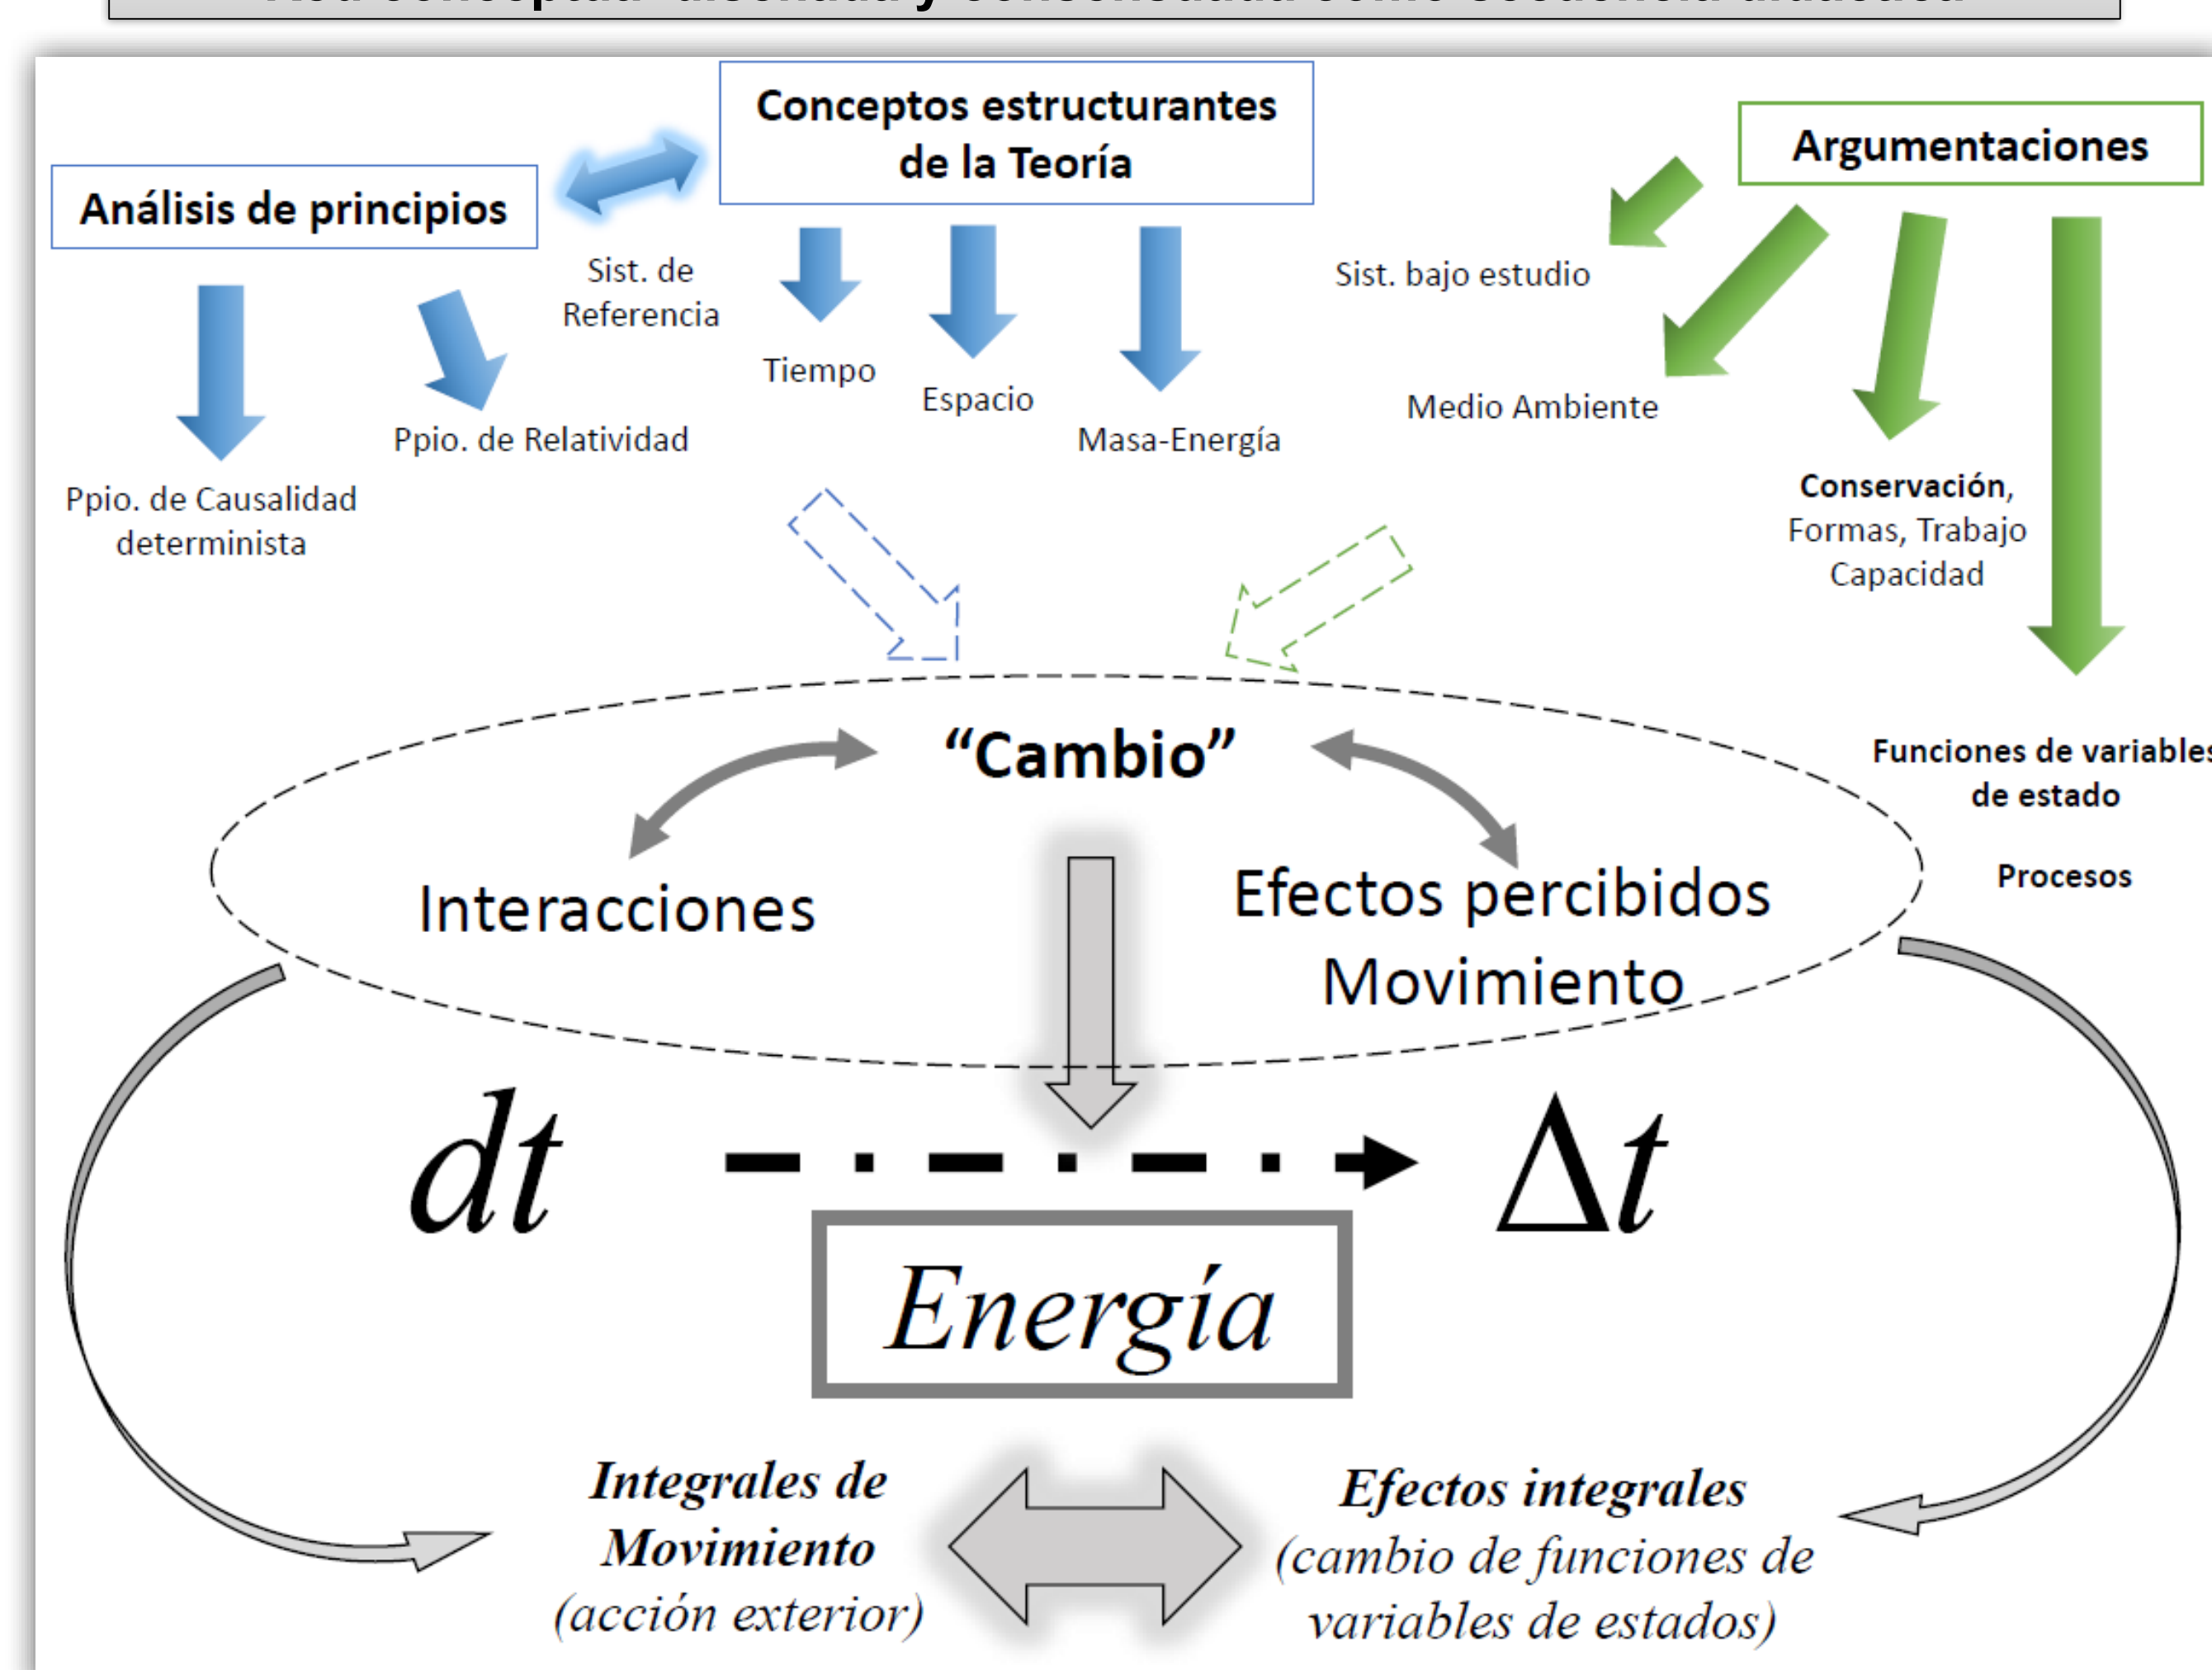 Conceptos estructurantes
de la Teoría
Argumentaciones
Análisis de principios
Sist. de
Referencia
Sist. bajo estudio
Tiempo
Espacio
Medio Ambiente
Ppio. de Relatividad
Masa-Energía
Ppio. de Causalidad
determinista
Conservación,
Formas, Trabajo
Capacidad
“Cambio”
Funciones de variables
de estado
Procesos
Interacciones
Efectos percibidos
Movimiento
dt
Δt
Energía
Integrales de
Movimiento
(acción exterior)
Efectos integrales
(cambio de funciones de
variables de estados)